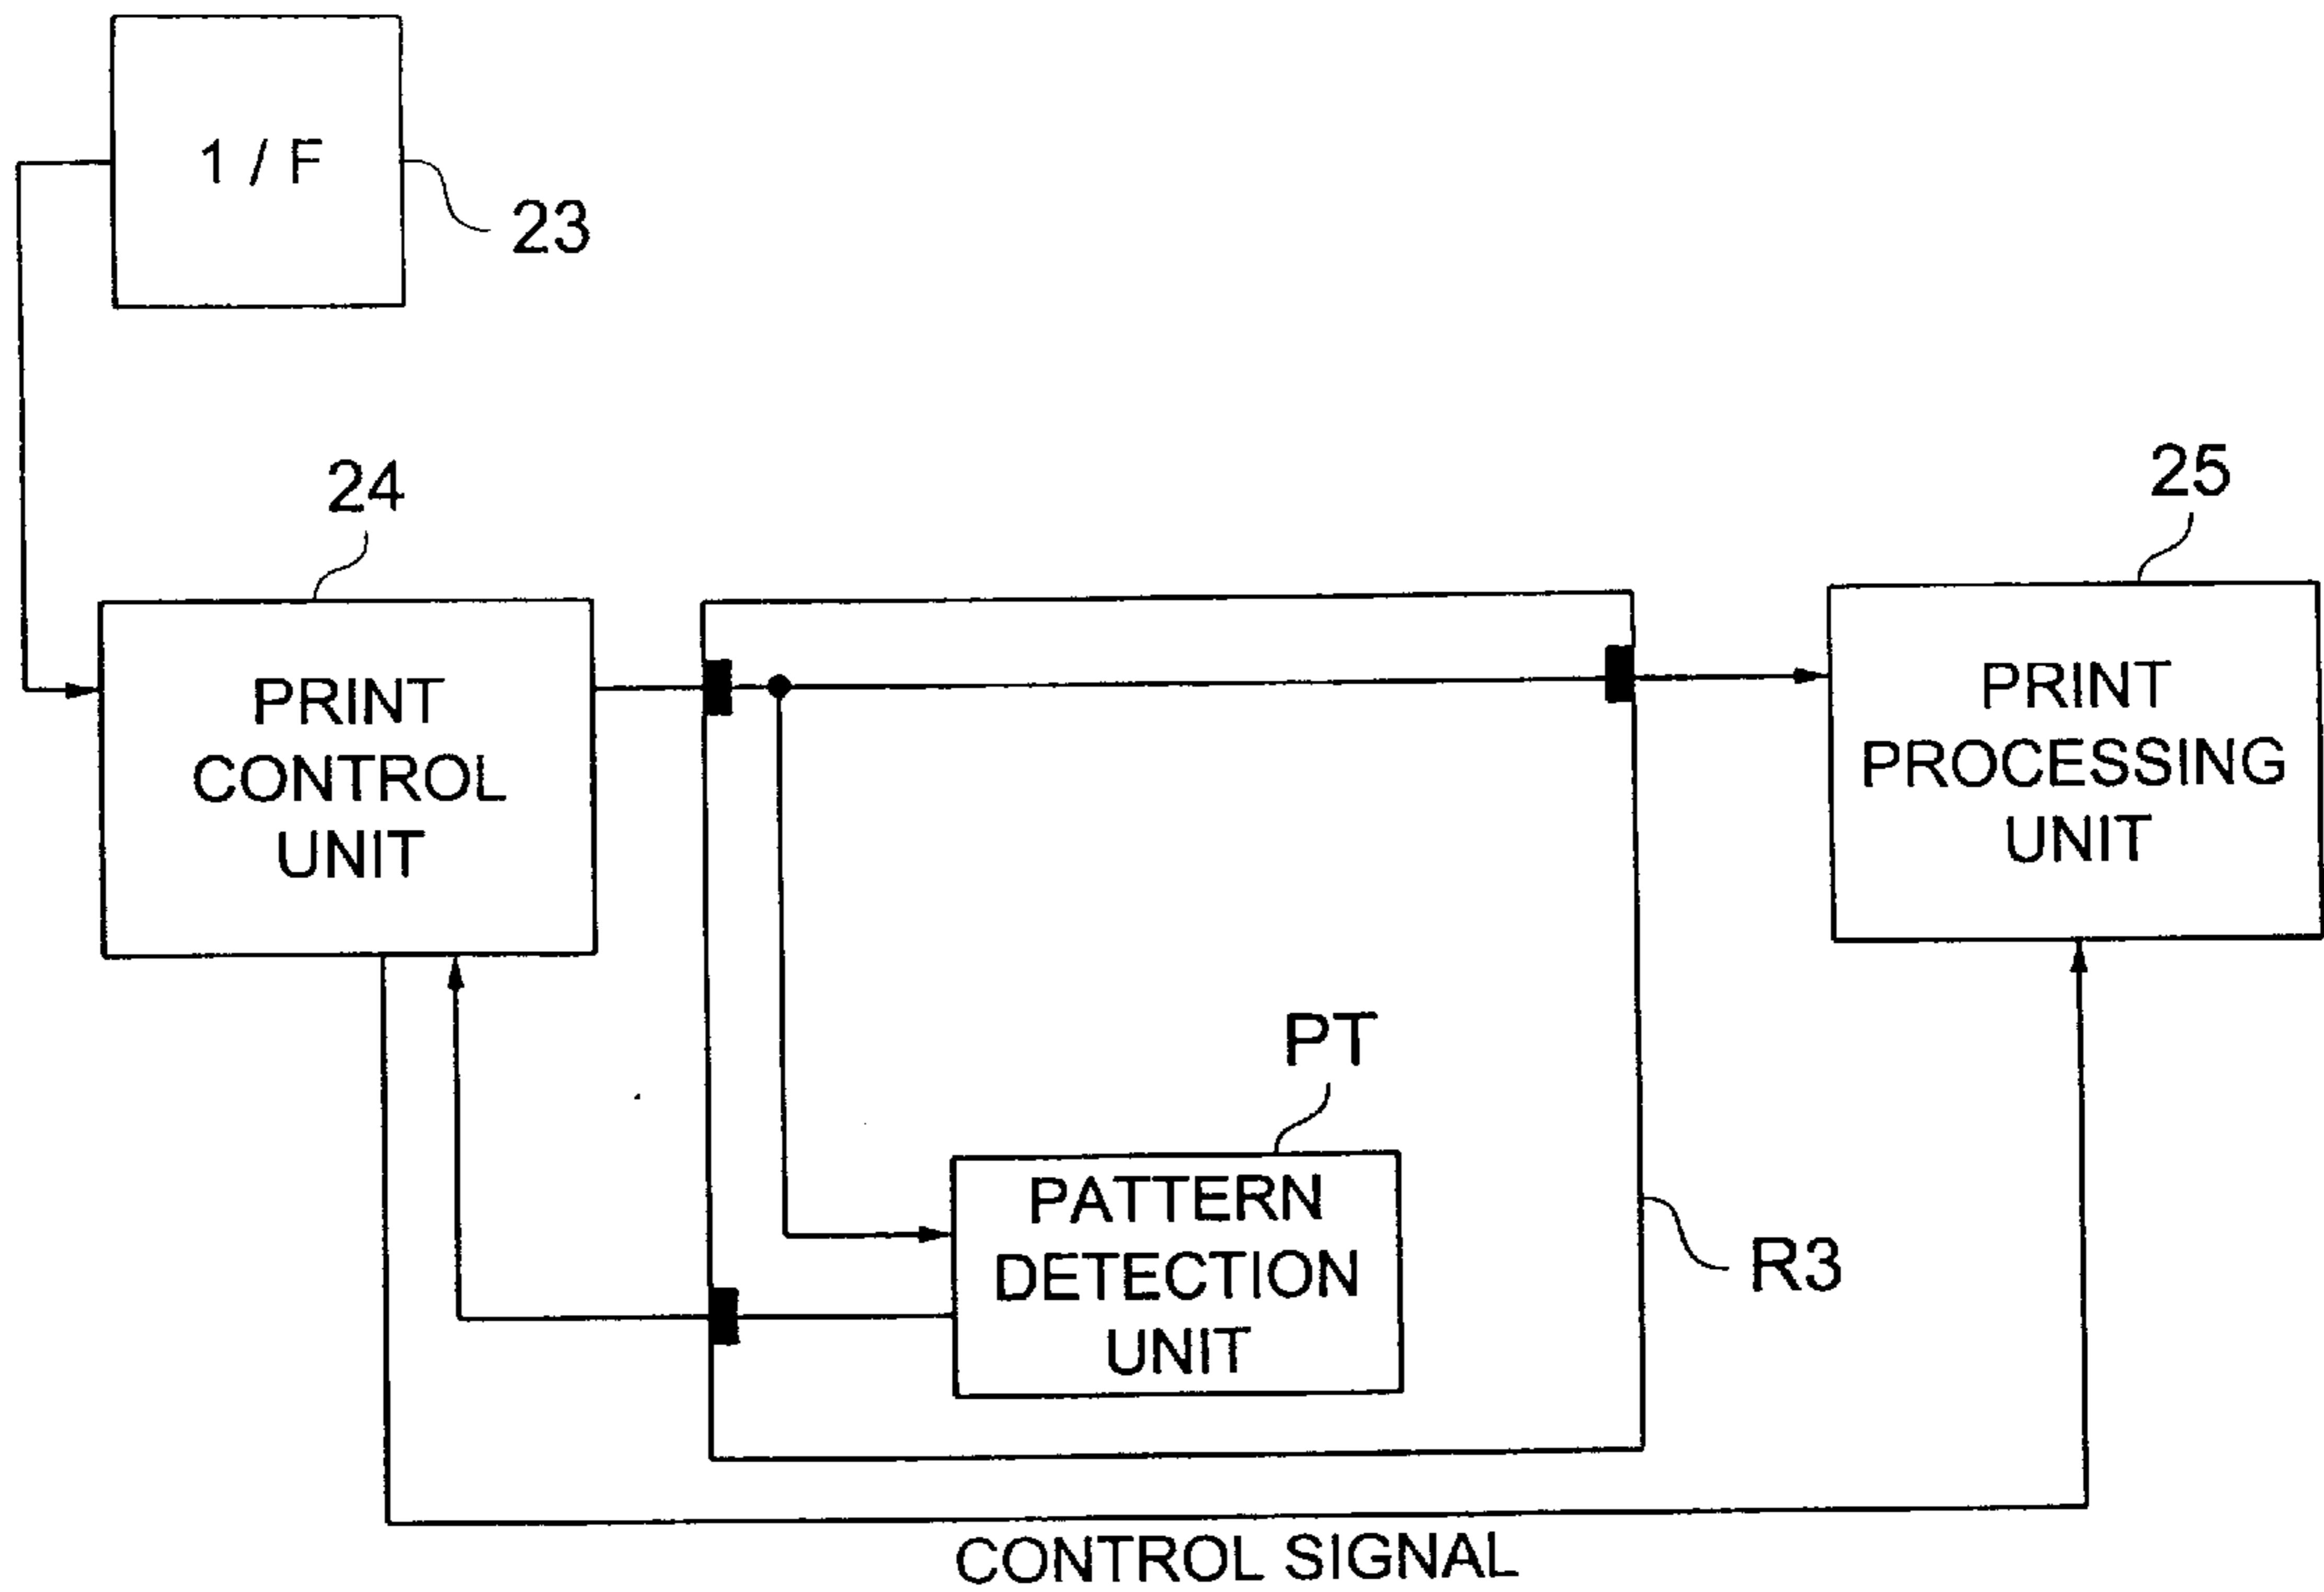 1 / F
23
24
25
PRINT
CONTROL
UNIT
PRINT
PROCESSING
UNIT
PT
PATTERN
DETECTION
UNIT
R3
CONTROL SIGNAL